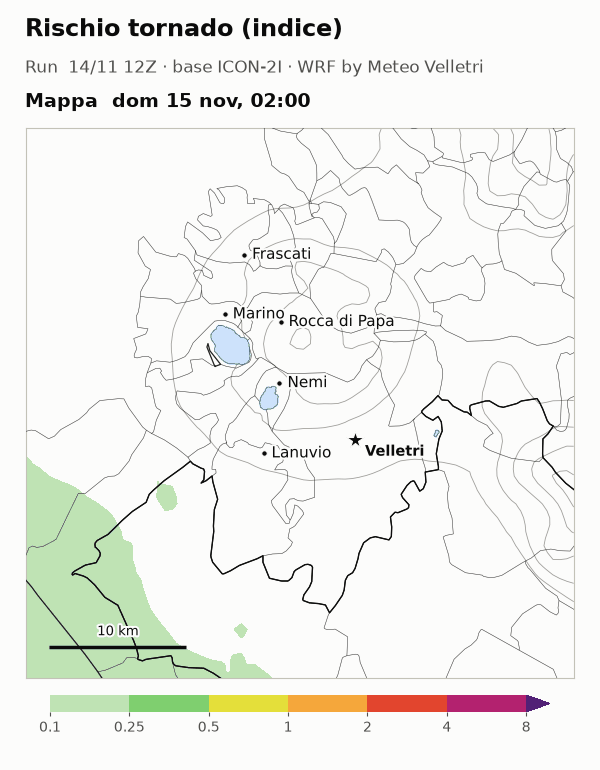 Rischio tornado (indice)
Run  14/11 12Z · base ICON-2I · WRF by Meteo Velletri
Mappa  dom 15 nov, 02:00
Frascati
Marino
Rocca di Papa
Nemi
Velletri
Lanuvio
10 km
0.1 0.25 0.5 1 2 4 8